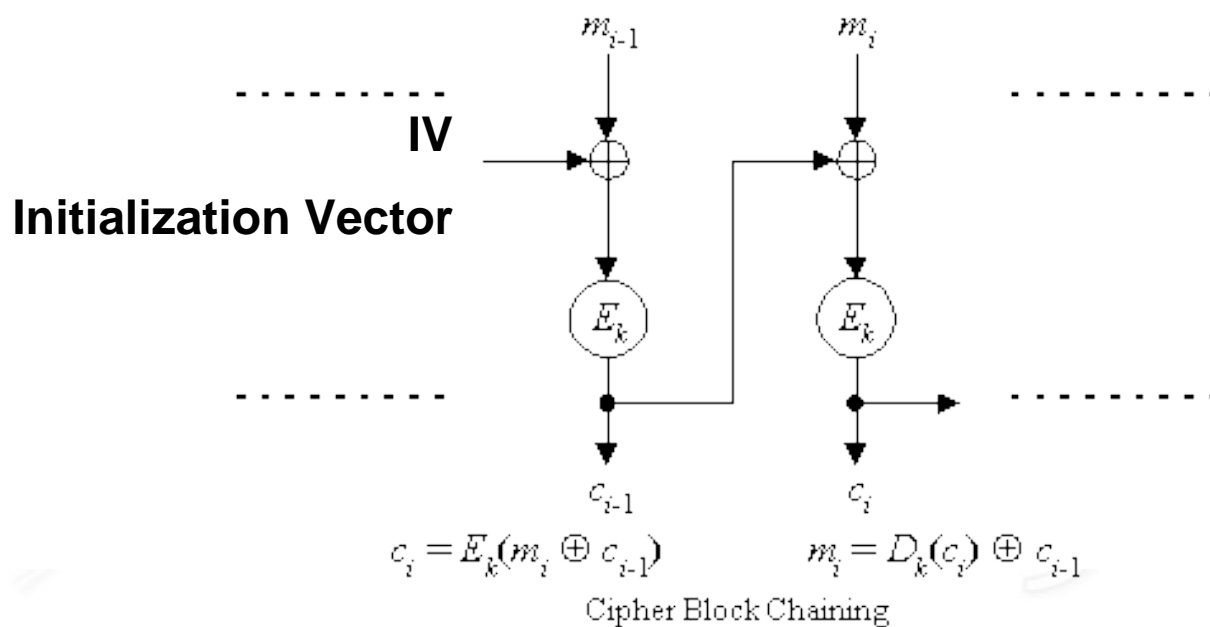 m_{i-1} m_i
IV
Initialization Vector
E_k E_k
c_{i-1} c_i
c_i = E_k(m_i ⊕ c_{i-1}) m_i = D_k(c_i) ⊕ c_{i-1}
Cipher Block Chaining